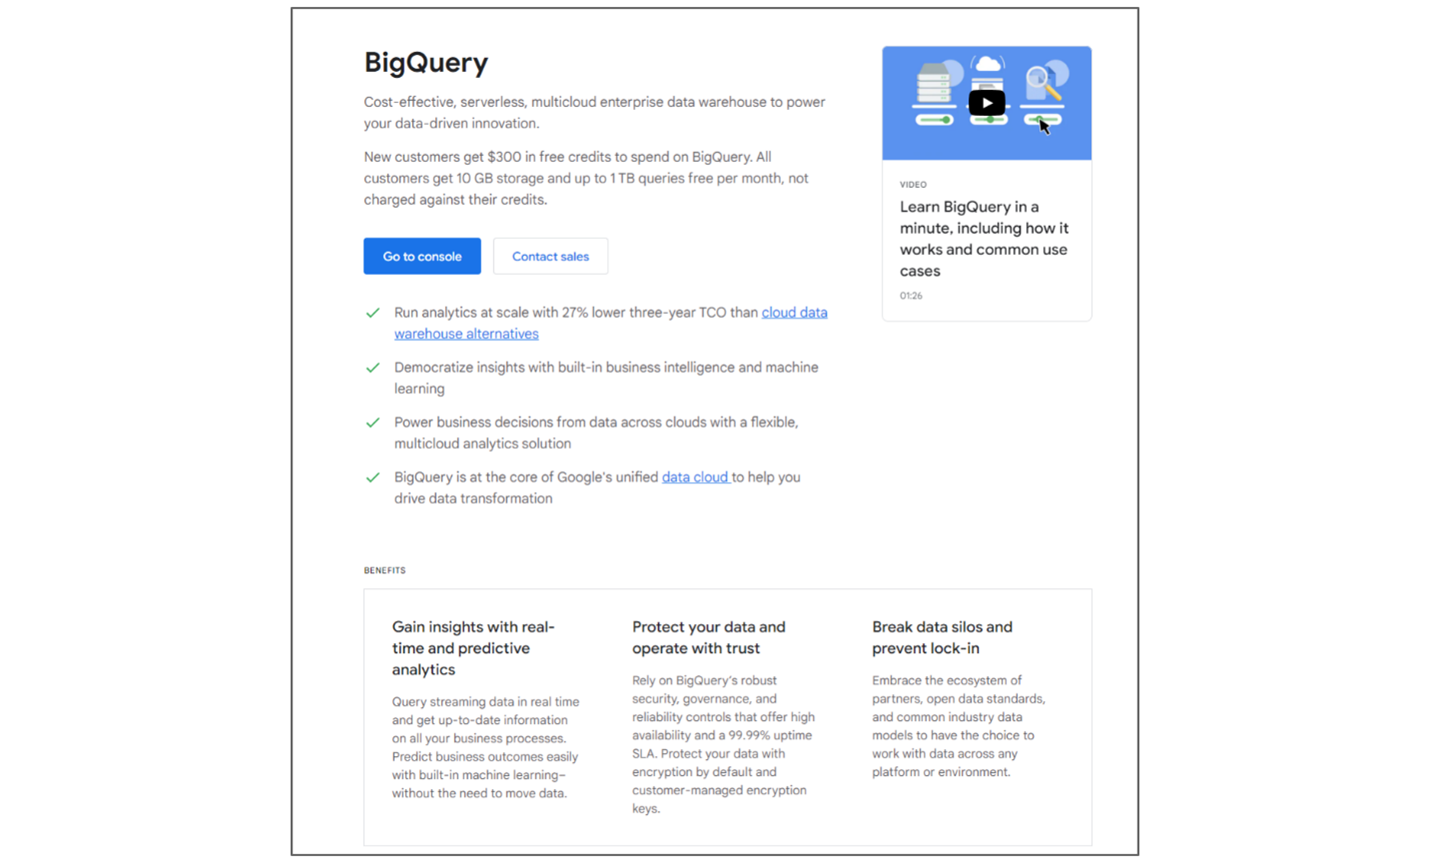 BigQuery
Cost-effective, serverless, multicloud enterprise data warehouse to power
your data-driven innovation.
New customers get $300 in free credits to spend on BigQuery. All
customers get 10 GB storage and up to 1 TB queries free per month, not
charged against their credits.
Go to console
Contact sales
Run analytics at scale with 27% lower three-year TCO than cloud data
warehouse alternatives
Democratize insights with built-in business intelligence and machine
learning
Power business decisions from data across clouds with a flexible,
multicloud analytics solution
BigQuery is at the core of Google's unified data cloud to help you
drive data transformation
VIDEO
Learn BigQuery in a
minute, including how it
works and common use
cases
01:26
BENEFITS
Gain insights with real-
time and predictive
analytics
Query streaming data in real time
and get up-to-date information
on all your business processes.
Predict business outcomes easily
with built-in machine learning–
without the need to move data.
Protect your data and
operate with trust
Rely on BigQuery's robust
security, governance, and
reliability controls that offer high
availability and a 99.99% uptime
SLA. Protect your data with
encryption by default and
customer-managed encryption
keys.
Break data silos and
prevent lock-in
Embrace the ecosystem of
partners, open data standards,
and common industry data
models to have the choice to
work with data across any
platform or environment.